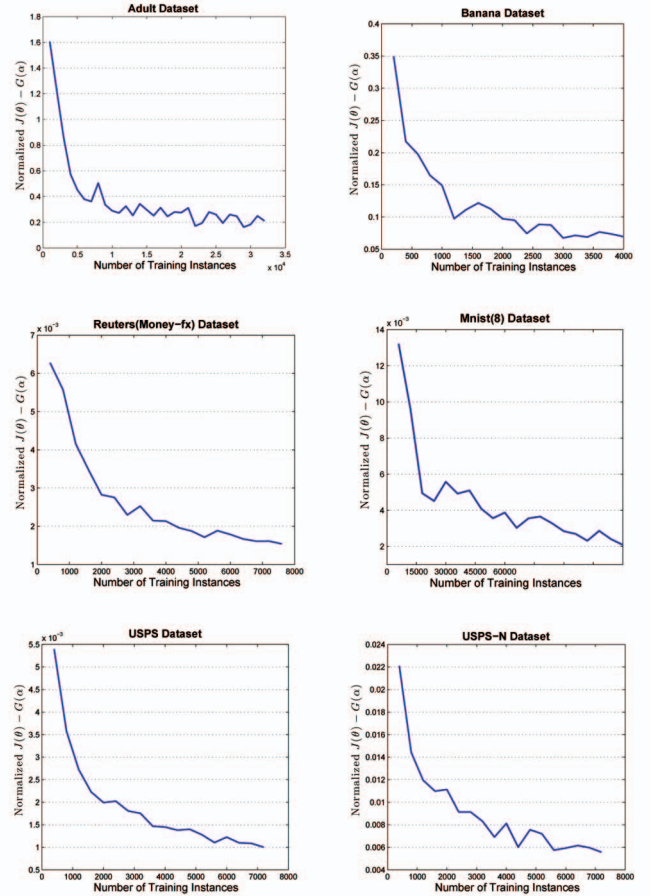 Adult Dataset
1.8
1.6
1.4
1.2
1
0.8
0.6
0.4
0.2
0
Normalized J(θ) − G(α)
0 0.5 1 1.5 2 2.5 3 3.5
x 10^4
Number of Training Instances
Banana Dataset
0.4
0.35
0.3
0.25
0.2
0.15
0.1
0.05
Normalized J(θ) − G(α)
500 1000 1500 2000 2500 3000 3500 4000
Number of Training Instances
Reuters(Money−fx) Dataset
x 10^-3
7
6
5
4
3
2
1
Normalized J(θ) − G(α)
0 1000 2000 3000 4000 5000 6000 7000 8000
Number of Training Instances
Mnist(8) Dataset
x 10^-3
14
12
10
8
6
4
2
Normalized J(θ) − G(α)
0 15000 30000 45000 60000
Number of Training Instances
USPS Dataset
x 10^-3
5.5
5
4.5
4
3.5
3
2.5
2
1.5
1
0.5
Normalized J(θ) − G(α)
0 1000 2000 3000 4000 5000 6000 7000 8000
Number of Training Instances
USPS−N Dataset
0.024
0.022
0.02
0.018
0.016
0.014
0.012
0.01
0.008
0.006
0.004
Normalized J(θ) − G(α)
0 1000 2000 3000 4000 5000 6000 7000 8000
Number of Training Instances